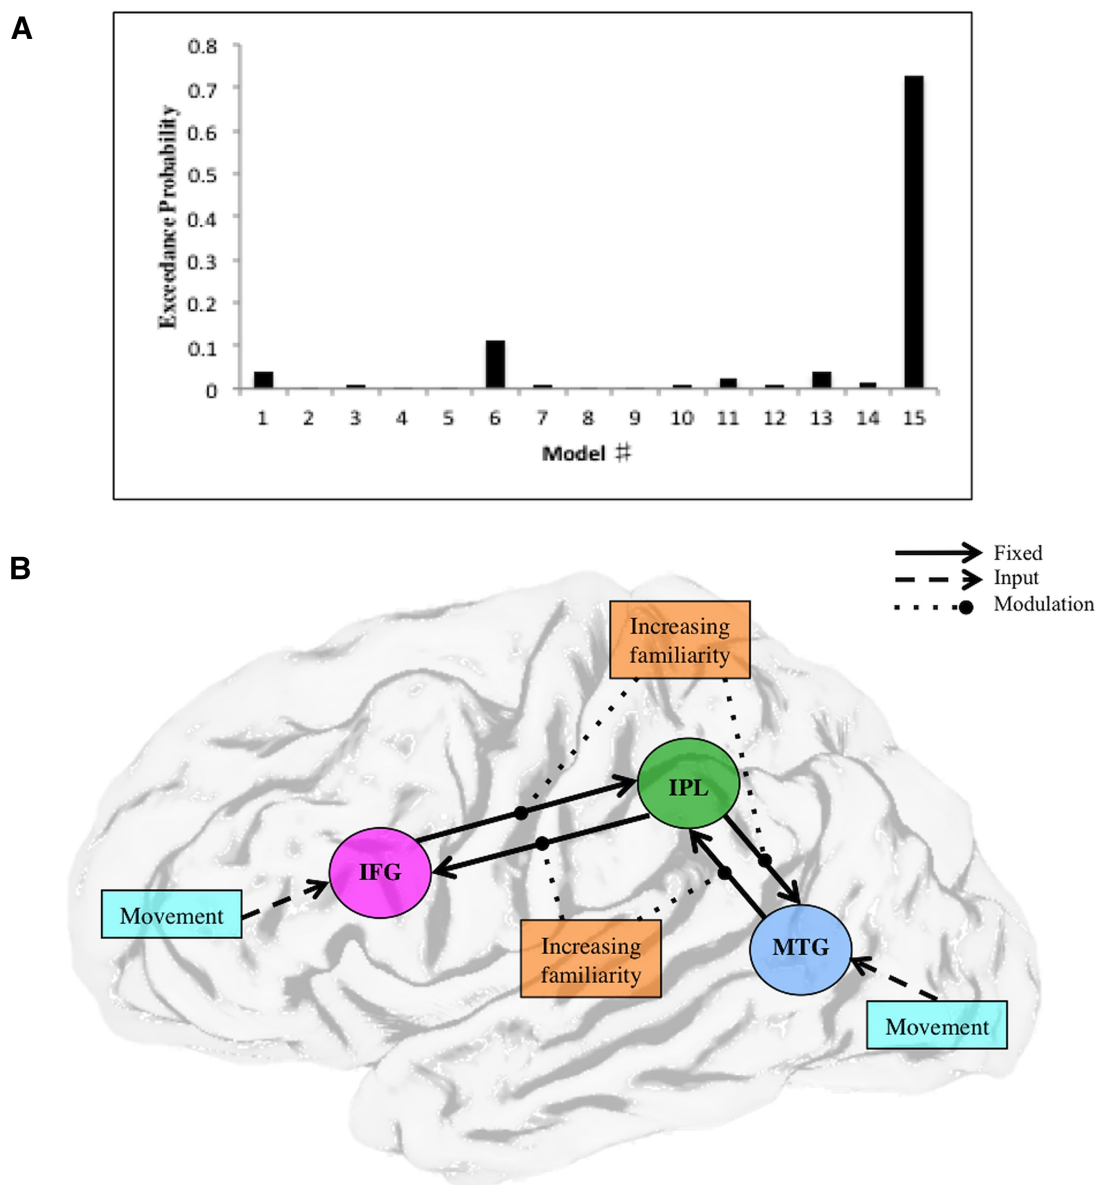 A
Exceedance Probability
0.8
0.7
0.6
0.5
0.4
0.3
0.2
0.1
0
1 2 3 4 5 6 7 8 9 10 11 12 13 14 15
Model #
B
Fixed
Input
Modulation
Increasing
familiarity
IPL
IFG
Movement
Increasing
familiarity
MTG
Movement